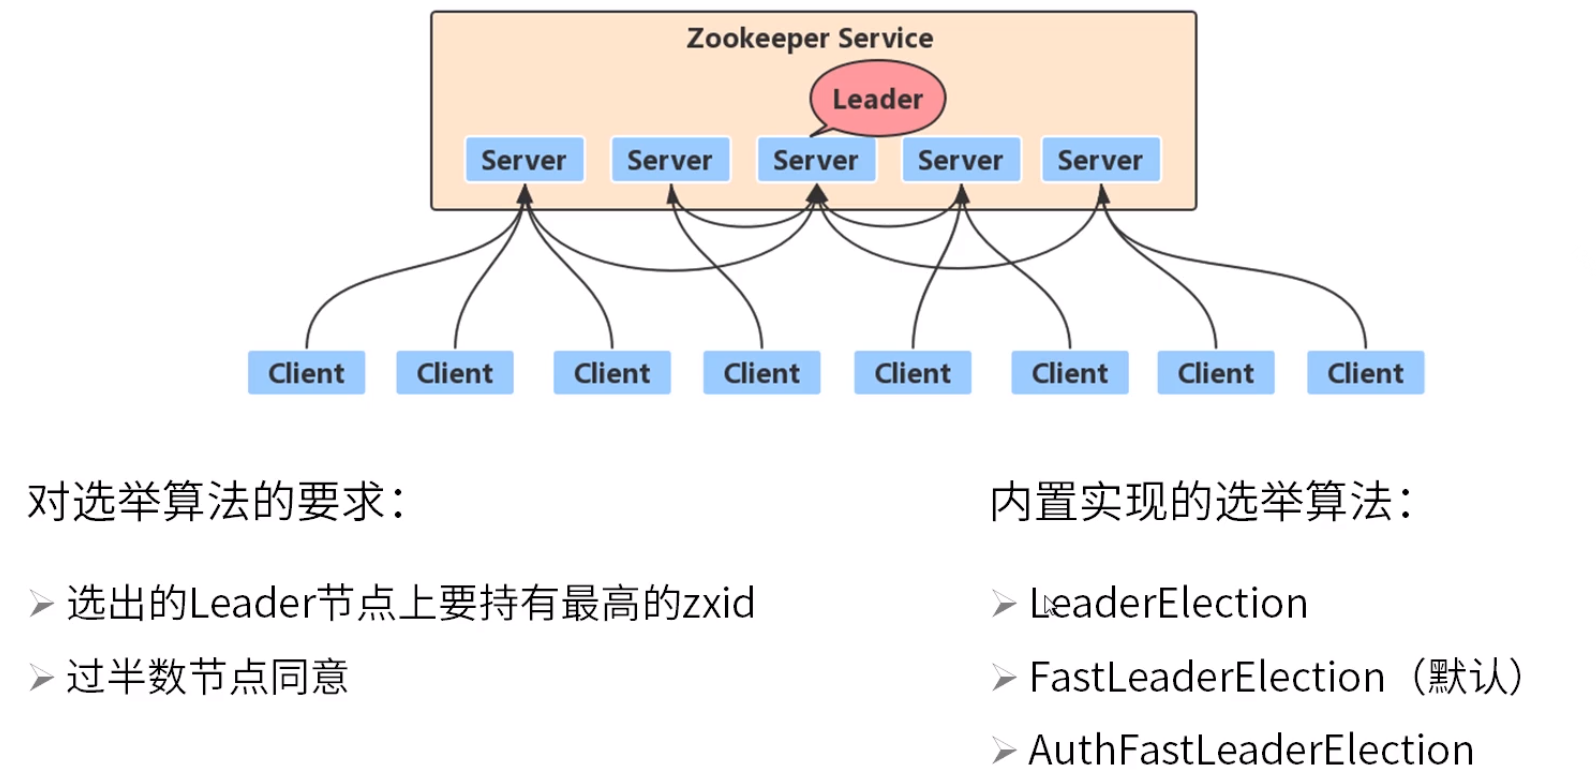 Zookeeper Service
Leader
Server Server Server Server Server
Client Client Client Client Client Client Client Client
对选举算法的要求：
选出的Leader节点上要持有最高的zxid
过半数节点同意
内置实现的选举算法：
LeaderElection
FastLeaderElection（默认）
AuthFastLeaderElection